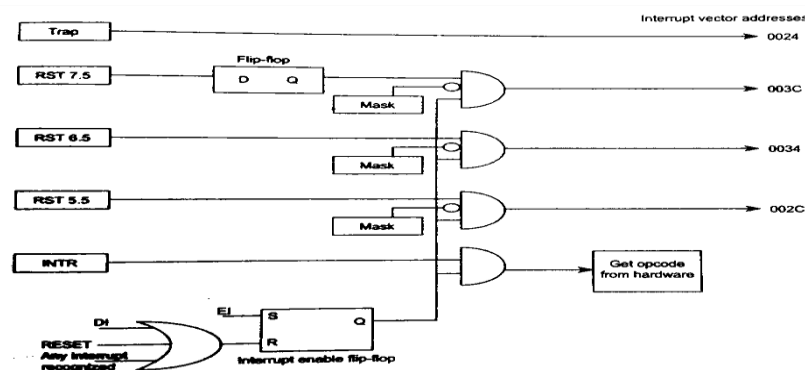 Interrupt vector addresses
Trap
0024
Flip-flop
RST 7.5
D Q
003C
Mask
RST 6.5
0034
Mask
RST 5.5
002C
Mask
INTR
Get opcode
from hardware
EI
S Q
DI
R
RESET
Any interrupt
recognized
Interrupt enable flip-flop